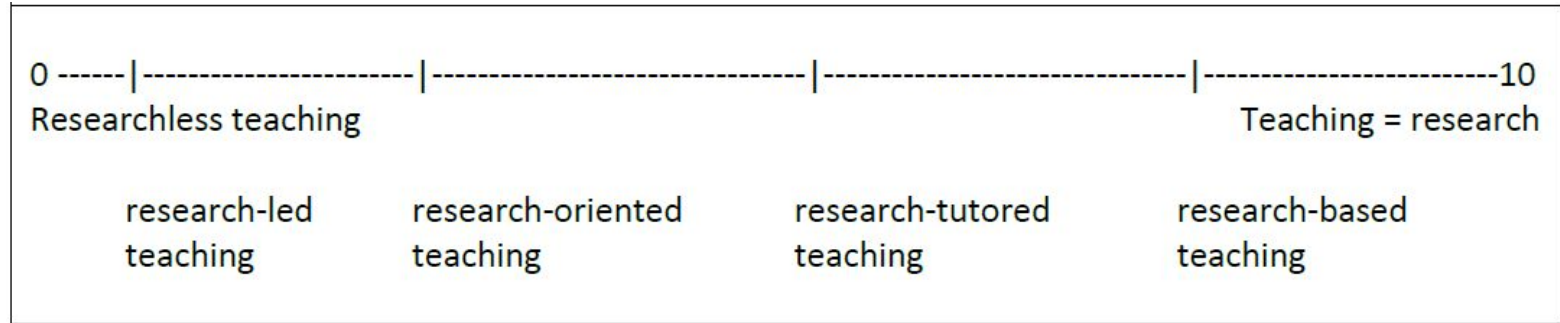 0 ------|------------------------|---------------------------------|--------------------------------|--------------------------10
Researchless teaching Teaching = research
research-led research-oriented research-tutored research-based
teaching teaching teaching teaching